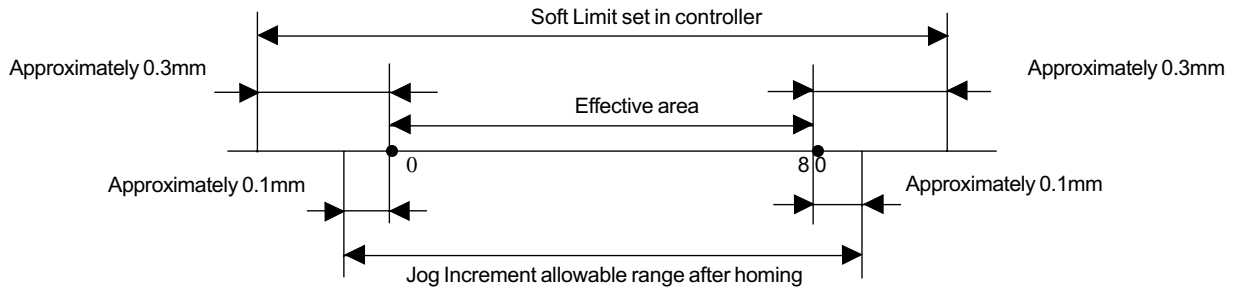 Soft Limit set in controller
Approximately 0.3mm
Approximately 0.3mm
Effective area
0
80
Approximately 0.1mm
Approximately 0.1mm
Jog Increment allowable range after homing